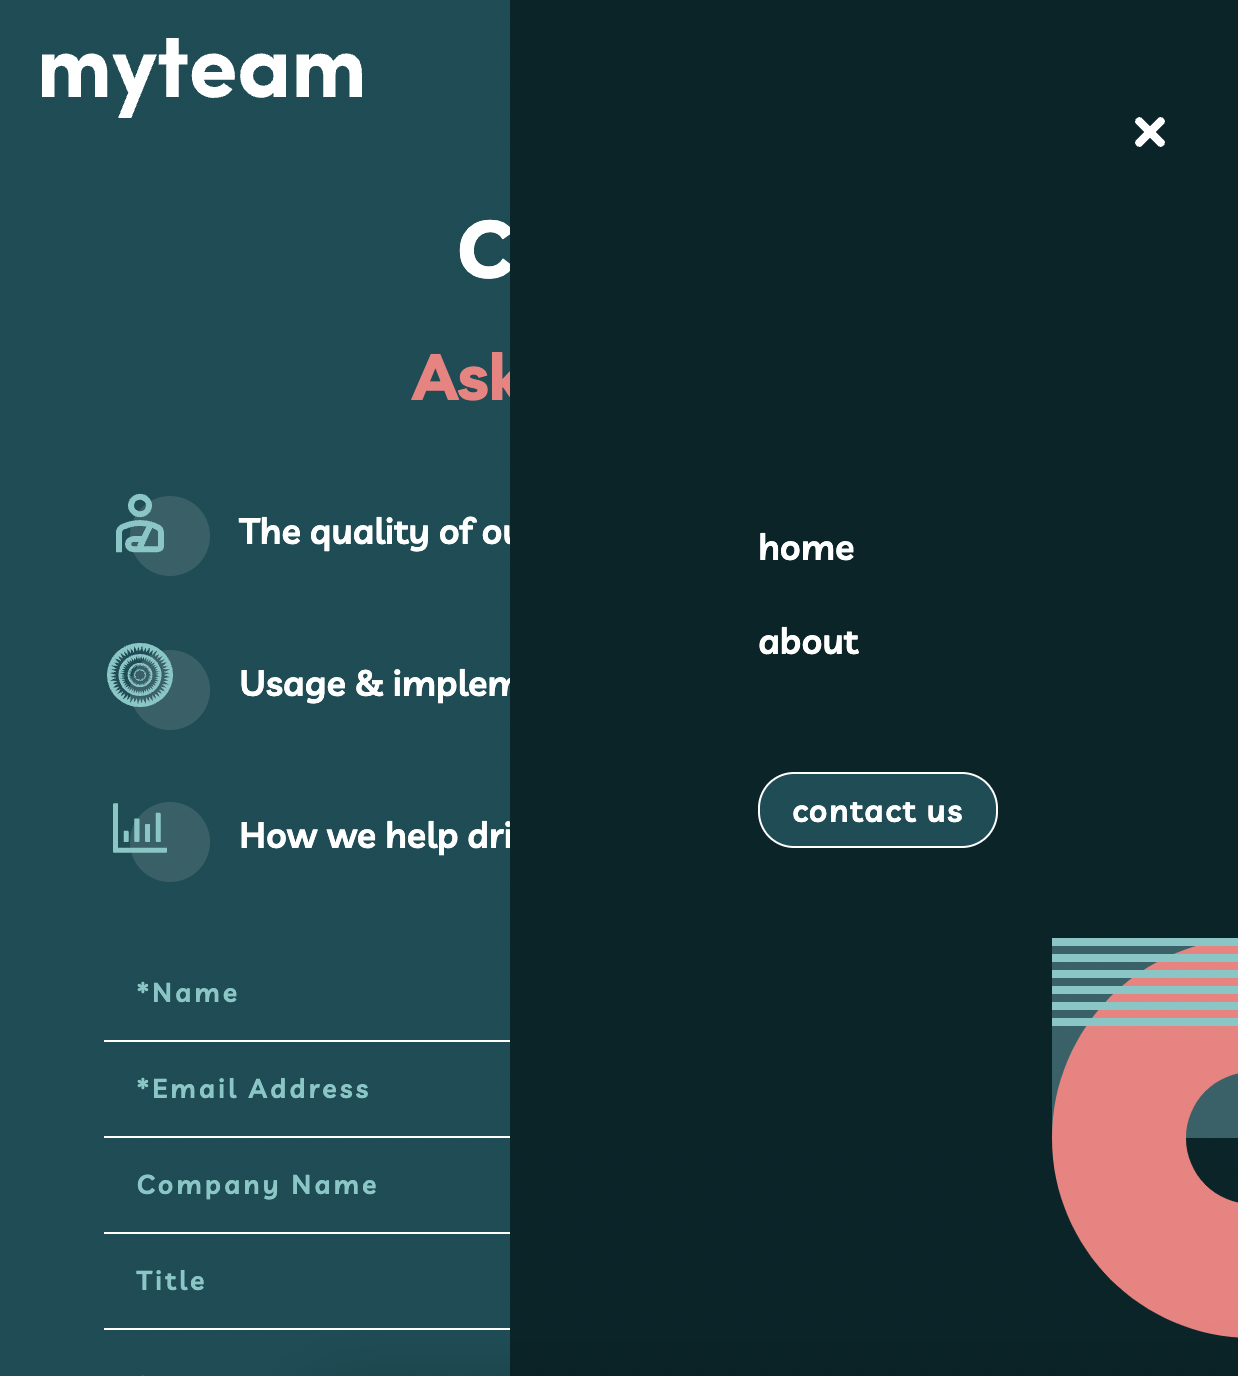 myteam
C
Ask
The quality of ou
Usage & implem
How we help dri
*Name
*Email Address
Company Name
Title
home
about
contact us